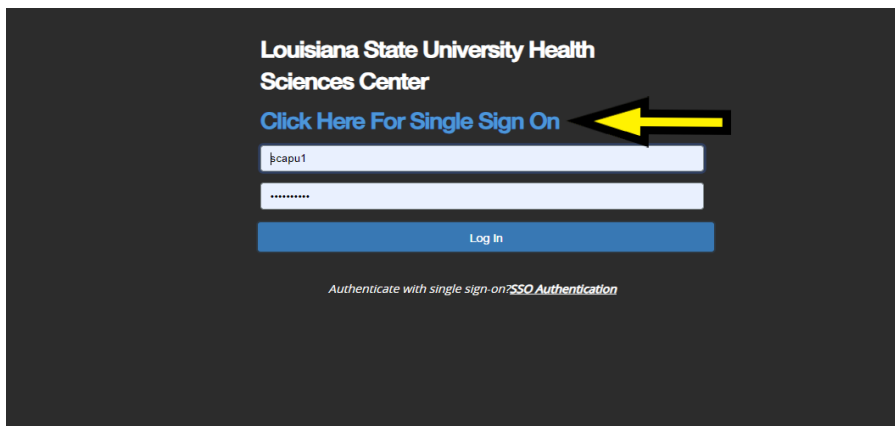 Louisiana State University Health
Sciences Center
Click Here For Single Sign On
scapu1
••••••••••
Log In
Authenticate with single sign-on?SSO Authentication